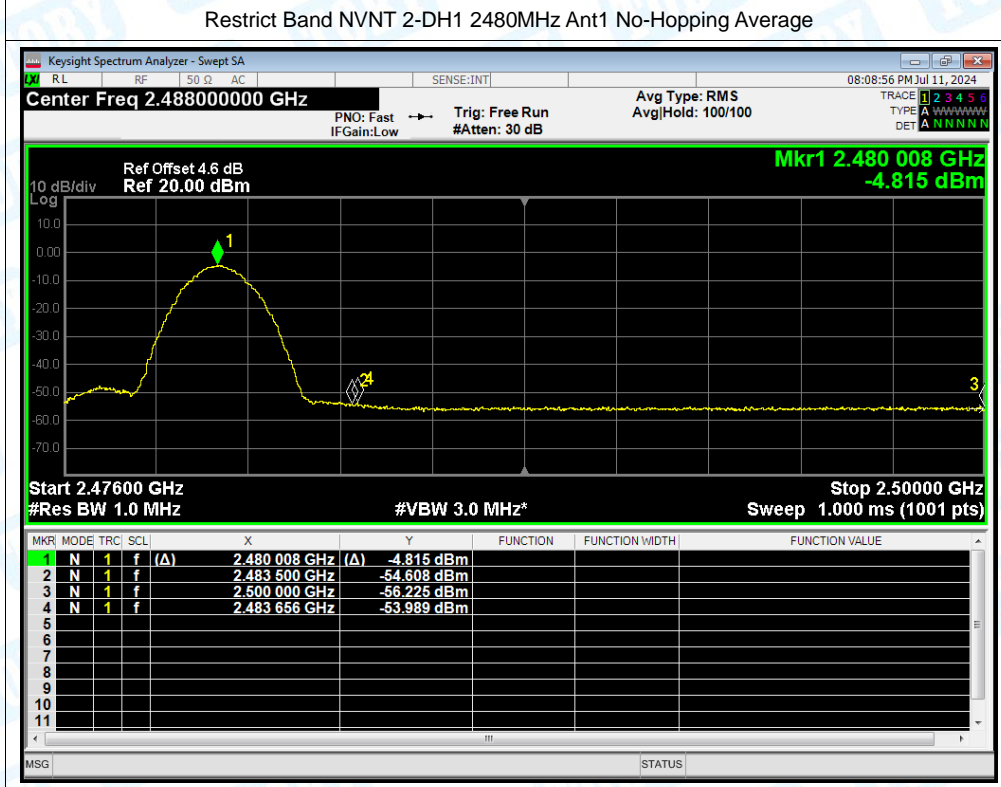 Restrict Band NVNT 2-DH1 2480MHz Ant1 No-Hopping Average
Keysight Spectrum Analyzer - Swept SA
LXI RL RF 50 Ω AC SENSE:INT 08:08:56 PM Jul 11, 2024
Center Freq 2.488000000 GHz
PNO: Fast
IFGain:Low
Trig: Free Run
#Atten: 30 dB
Avg Type: RMS
Avg|Hold: 100/100
TRACE 1 2 3 4 5 6
TYPE A WWWWW
DET A N N N N N
Ref Offset 4.6 dB
Ref 20.00 dBm
10 dB/div
Log
Mkr1 2.480 008 GHz
-4.815 dBm
10.0
0.00
-10.0
-20.0
-30.0
-40.0
-50.0
-60.0
-70.0
1
2 4
3
Start 2.47600 GHz
Stop 2.50000 GHz
#Res BW 1.0 MHz
#VBW 3.0 MHz*
Sweep 1.000 ms (1001 pts)
MKR MODE TRC SCL X Y FUNCTION FUNCTION WIDTH FUNCTION VALUE
1 N 1 f (Δ) 2.480 008 GHz (Δ) -4.815 dBm
2 N 1 f 2.483 500 GHz -54.608 dBm
3 N 1 f 2.500 000 GHz -56.225 dBm
4 N 1 f 2.483 656 GHz -53.989 dBm
5
6
7
8
9
10
11
MSG STATUS